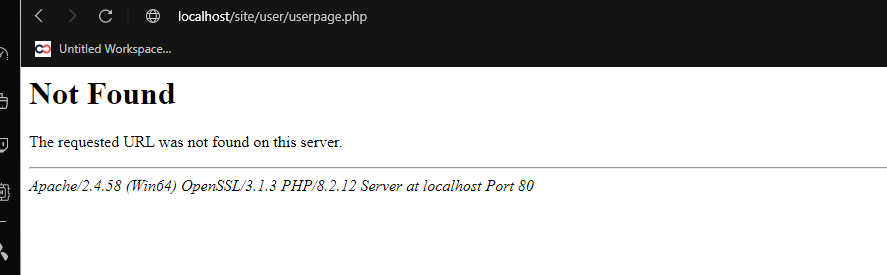 localhost/site/user/userpage.php
Untitled Workspace...
Not Found
The requested URL was not found on this server.
Apache/2.4.58 (Win64) OpenSSL/3.1.3 PHP/8.2.12 Server at localhost Port 80